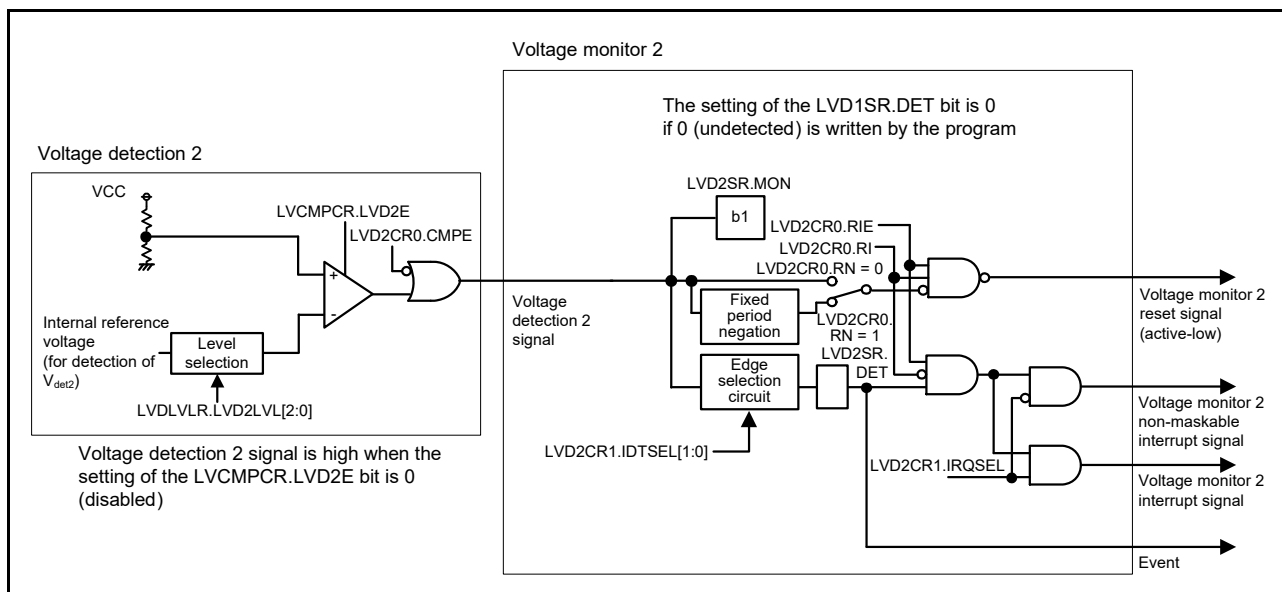 Voltage monitor 2
The setting of the LVD1SR.DET bit is 0
if 0 (undetected) is written by the program
Voltage detection 2
VCC
LVCMPCR.LVD2E
LVD2CR0.CMPE
+
-
Internal reference
voltage
(for detection of
Vdet2)
Level
selection
LVDLVLR.LVD2LVL[2:0]
Voltage detection 2 signal is high when the
setting of the LVCMPCR.LVD2E bit is 0
(disabled)
Voltage
detection 2
signal
LVD2SR.MON
b1
LVD2CR0.RIE
LVD2CR0.RI
LVD2CR0.RN = 0
Fixed
period
negation
LVD2CR0.
RN = 1
LVD2SR.
DET
Edge
selection
circuit
LVD2CR1.IDTSEL[1:0]
LVD2CR1.IRQSEL
Voltage monitor 2
reset signal
(active-low)
Voltage monitor 2
non-maskable
interrupt signal
Voltage monitor 2
interrupt signal
Event